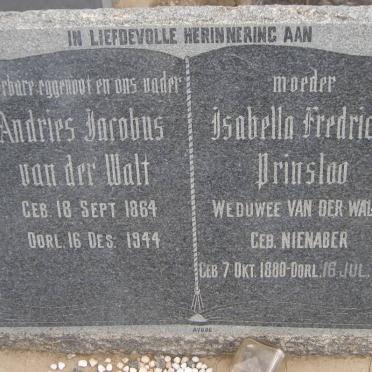 IN LIEFDEVOLLE HERINNERING AAN
rbare eggenoot en ons vader
Andries Jacobus
van der Walt
GEB. 18 SEPT 1864
OORL. 16 DES. 1944
moeder
Isabella Fredric
Prinsloo
WEDUWEE VAN DER WAL
GEB. NIENABER
GEB 7 OKT. 1880-OORL. 16 JUL.